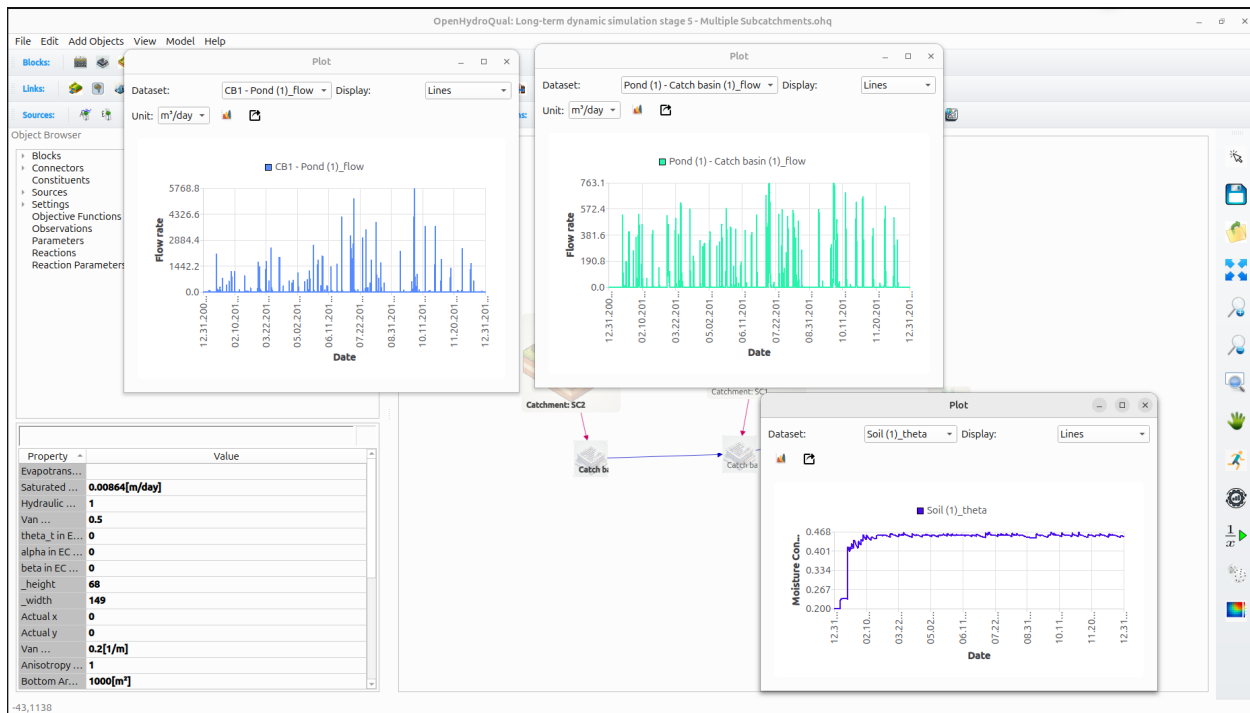 OpenHydroQual: Long-term dynamic simulation stage 5 - Multiple Subcatchments.ohq
File Edit Add Objects View Model Help
Blocks:
Links:
Sources:
Object Browser
Blocks
Connectors
Constituents
Sources
Settings
Objective Functions
Observations
Parameters
Reactions
Reaction Parameters
Plot
Dataset: CB1 - Pond (1)_flow Display: Lines
Unit: m³/day
CB1 - Pond (1)_flow
Flow rate
5768.8
4326.6
2884.4
1442.2
0.0
12.31.200...
02.10.201...
03.22.201...
05.02.201...
06.11.201...
07.22.201...
08.31.201...
10.11.201...
11.20.201...
12.31.201...
Date
Plot
Dataset: Pond (1) - Catch basin (1)_flow Display: Lines
Unit: m³/day
ns:
Pond (1) - Catch basin (1)_flow
Flow rate
763.1
572.4
381.6
190.8
0.0
12.31.200...
02.10.201...
03.22.201...
05.02.201...
06.11.201...
07.22.201...
08.31.201...
10.11.201...
11.20.201...
12.31.201...
Date
Catchment: SC2
Catchment: SC1
Catch ba
Catch ba
Plot
Dataset: Soil (1)_theta Display: Lines
Soil (1)_theta
Moisture Con...
0.468
0.401
0.334
0.267
0.200
12.31...
02.10...
03.22...
05.02...
06.11...
07.22...
08.31...
10.11...
11.20...
12.31...
Date
Property Value
Evapotrans...
Saturated ... 0.00864[m/day]
Hydraulic ... 1
Van ... 0.5
theta_t in E... 0
alpha in EC ... 0
beta in EC ... 0
_height 68
_width 149
Actual x 0
Actual y 0
Van ... 0.2[1/m]
Anisotropy ... 1
Bottom Ar... 1000[m²]
1
x
-43,1138